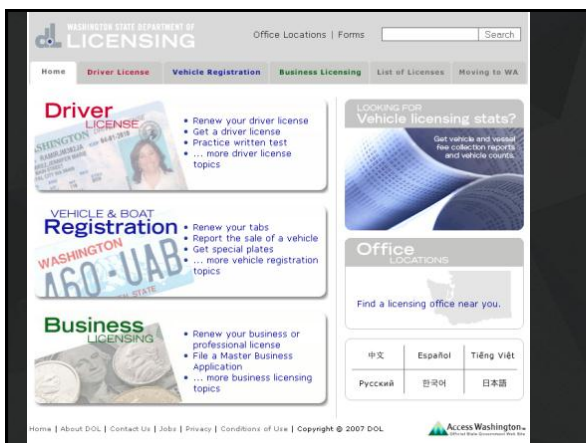 WASHINGTON STATE DEPARTMENT OF
LICENSING
Office Locations | Forms
Search
Home
Driver License
Vehicle Registration
Business Licensing
List of Licenses
Moving to WA
Driver
LICENSE
• Renew your driver license
• Get a driver license
• Practice written test
• ... more driver license
topics
LOOKING FOR
Vehicle licensing stats?
Get vehicle and vessel
fee collection reports
and vehicle counts.
VEHICLE & BOAT
Registration
WASHINGTON
460-UAB
• Renew your tabs
• Report the sale of a vehicle
• Get special plates
• ... more vehicle registration
topics
Office
LOCATIONS
Find a licensing office near you.
Business
LICENSING
• Renew your business or
professional license
• File a Master Business
Application
• ... more business licensing
topics
中文 Español Tiếng Việt
Русский 한국어 日本語
Home | About DOL | Contact Us | Jobs | Privacy | Conditions of Use | Copyright © 2007 DOL
Access Washington